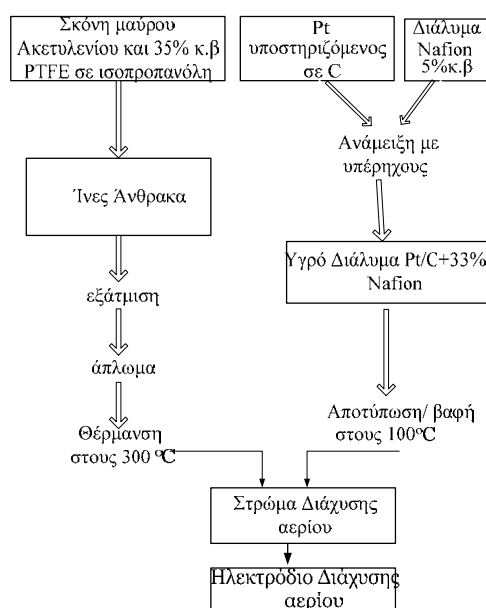 Σκόνη μαύρου
Ακετυλενίου και 35% κ.β
PTFE σε ισοπροπανόλη
Pt
υποστηριζόμενος
σε C
Διάλυμα
Nafion
5%κ.β
Ανάμειξη με
υπέρηχους
Ίνες Άνθρακα
Υγρό Διάλυμα Pt/C+33%
Nafion
εξάτμιση
άπλωμα
Θέρμανση
στους 300 °C
Αποτύπωση/ βαφή
στους 100°C
Στρώμα Διάχυσης
αερίου
Ηλεκτρόδιο Διάχυσης
αερίου